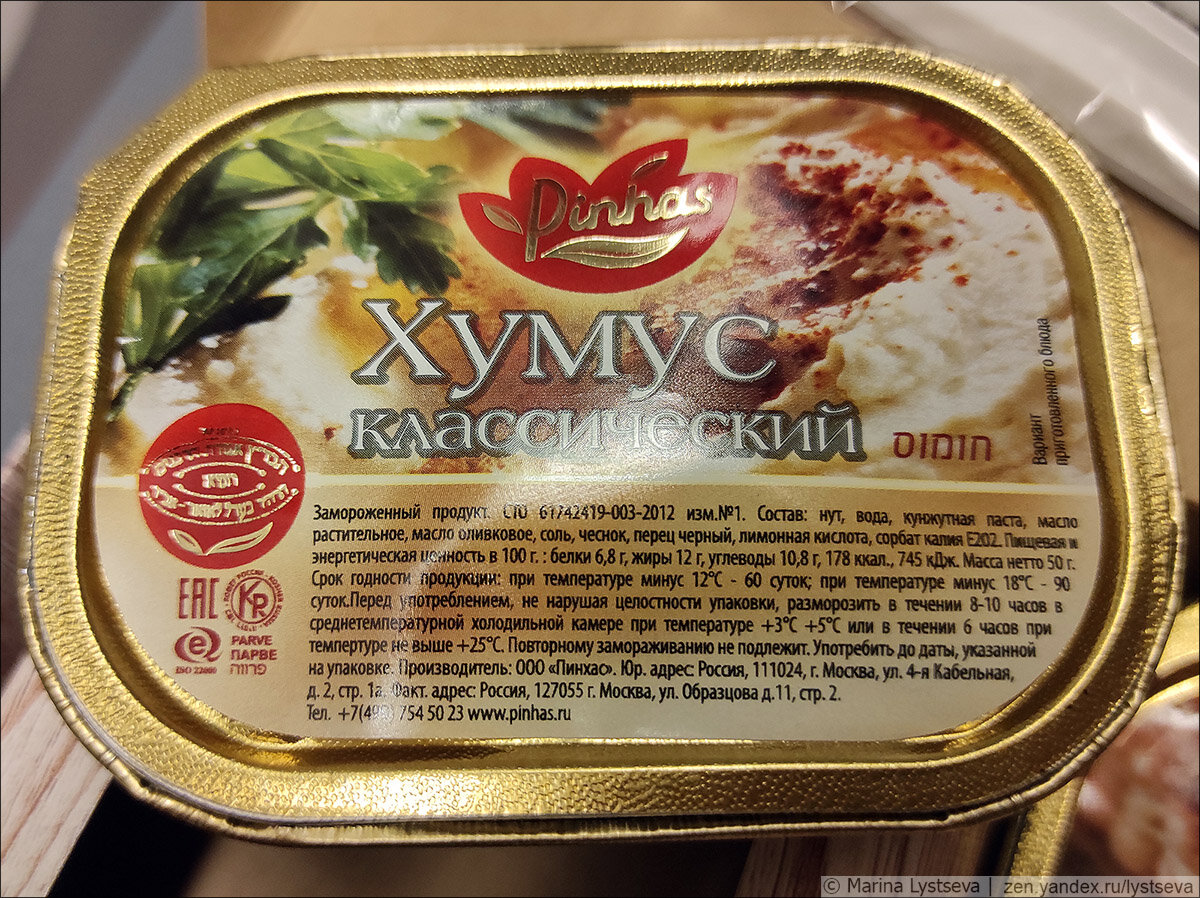 Pinhas
Хумус
классический
חומוס
Вариант
приготовленного блюда
Замороженный продукт. СТО 61742419-003-2012 изм.№1. Состав: нут, вода, кунжутная паста, масло
растительное, масло оливковое, соль, чеснок, перец черный, лимонная кислота, сорбат калия Е202. Пищевая и
энергетическая ценность в 100 г. : белки 6,8 г, жиры 12 г, углеводы 10,8 г, 178 ккал., 745 кДж. Масса нетто 50 г.
Срок годности продукции: при температуре минус 12°С - 60 суток; при температуре минус 18°С - 90
суток.Перед употреблением, не нарушая целостности упаковки, разморозить в течении 8-10 часов в
среднетемпературной холодильной камере при температуре +3°С +5°С или в течении 6 часов при
темпертуре не выше +25°С. Повторному замораживанию не подлежит. Употребить до даты, указанной
на упаковке. Производитель: ООО «Пинхас». Юр. адрес: Россия, 111024, г. Москва, ул. 4-я Кабельная,
д. 2, стр. 1а. Факт. адрес: Россия, 127055 г. Москва, ул. Образцова д.11, стр. 2.
Тел. +7(495) 754 50 23 www.pinhas.ru
EAC
KR
ISO 22000
PARVE
ПАРВЕ
פרווה
© Marina Lystseva | zen.yandex.ru/lystseva